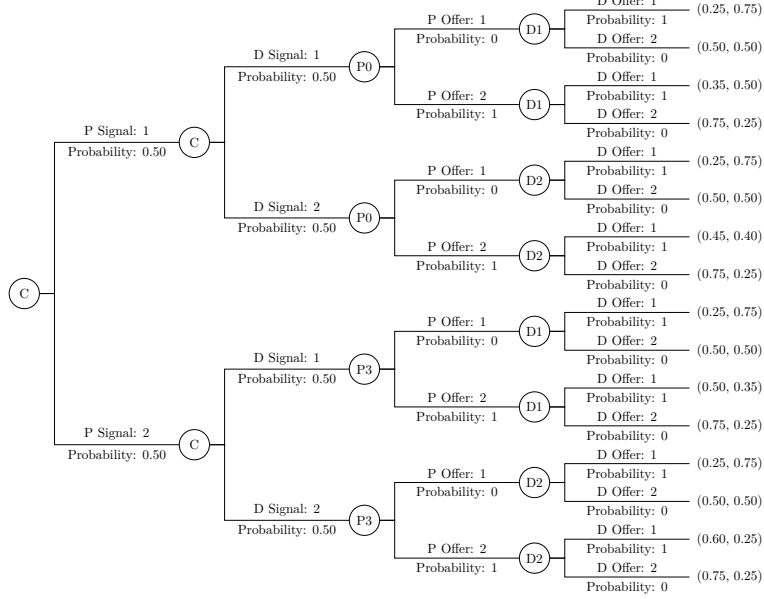 D Offer: 1
(0.25, 0.75)
P Offer: 1
Probability: 1
Probability: 0
D1
D Offer: 2
(0.50, 0.50)
D Signal: 1
Probability: 0
Probability: 0.50
P0
D Offer: 1
(0.35, 0.50)
P Offer: 2
Probability: 1
Probability: 1
D1
D Offer: 2
(0.75, 0.25)
Probability: 0
P Signal: 1
Probability: 0.50
C
D Offer: 1
(0.25, 0.75)
P Offer: 1
Probability: 1
Probability: 0
D2
D Offer: 2
(0.50, 0.50)
D Signal: 2
Probability: 0
Probability: 0.50
P0
D Offer: 1
(0.45, 0.40)
P Offer: 2
Probability: 1
Probability: 1
D2
D Offer: 2
(0.75, 0.25)
Probability: 0
C
D Offer: 1
(0.25, 0.75)
P Offer: 1
Probability: 1
Probability: 0
D1
D Offer: 2
(0.50, 0.50)
D Signal: 1
Probability: 0
Probability: 0.50
P3
D Offer: 1
(0.50, 0.35)
P Offer: 2
Probability: 1
Probability: 1
D1
D Offer: 2
(0.75, 0.25)
Probability: 0
P Signal: 2
Probability: 0.50
C
D Offer: 1
(0.25, 0.75)
P Offer: 1
Probability: 1
Probability: 0
D2
D Offer: 2
(0.50, 0.50)
D Signal: 2
Probability: 0
Probability: 0.50
P3
D Offer: 1
(0.60, 0.25)
P Offer: 2
Probability: 1
Probability: 1
D2
D Offer: 2
(0.75, 0.25)
Probability: 0